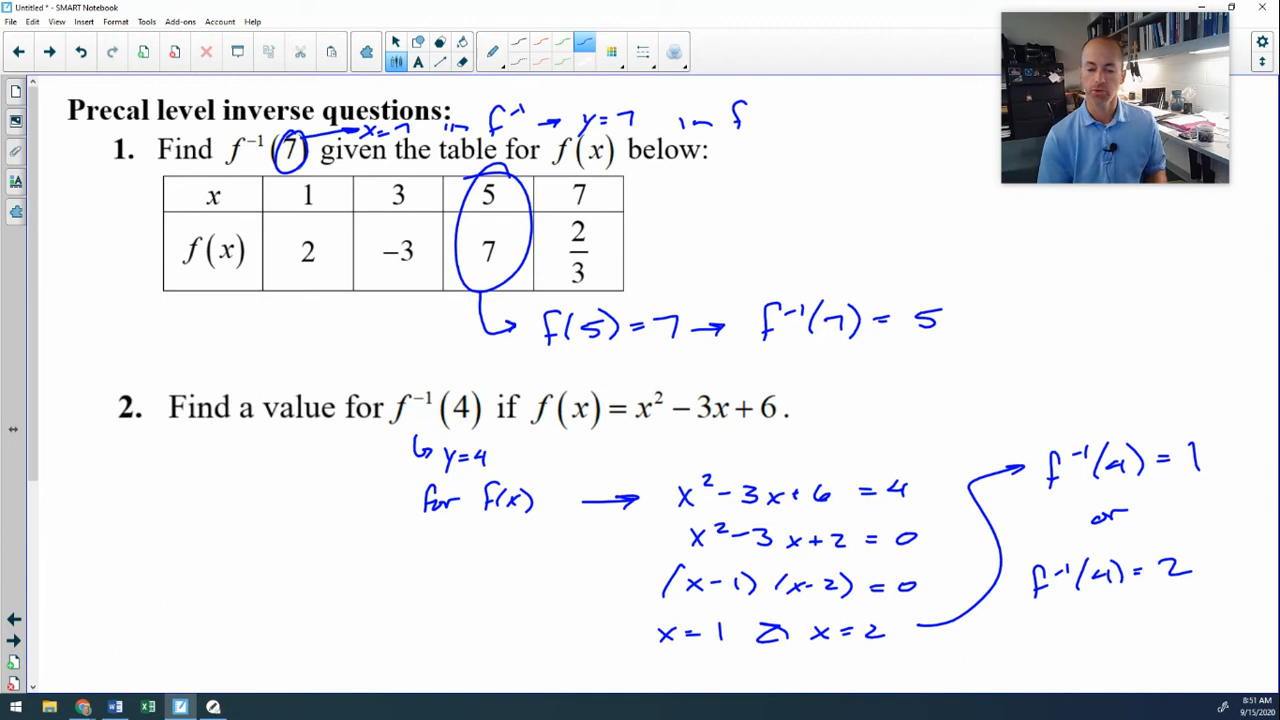 Untitled * - SMART Notebook
File Edit View Insert Format Tools Add-ons Account Help
Precal level inverse questions:
x=7 in f⁻¹ → y=7 in f
1. Find f⁻¹(7) given the table for f(x) below:
x 1 3 5 7
f(x) 2 −3 7 2/3
f(5)=7 → f⁻¹(7) = 5
2. Find a value for f⁻¹(4) if f(x) = x² − 3x + 6.
↳ y=4
for f(x) → x² − 3x + 6 = 4
x² − 3x + 2 = 0
(x−1) (x−2) = 0
x=1 or x=2
f⁻¹(4) = 1
or
f⁻¹(4) = 2
8:51 AM
9/15/2020